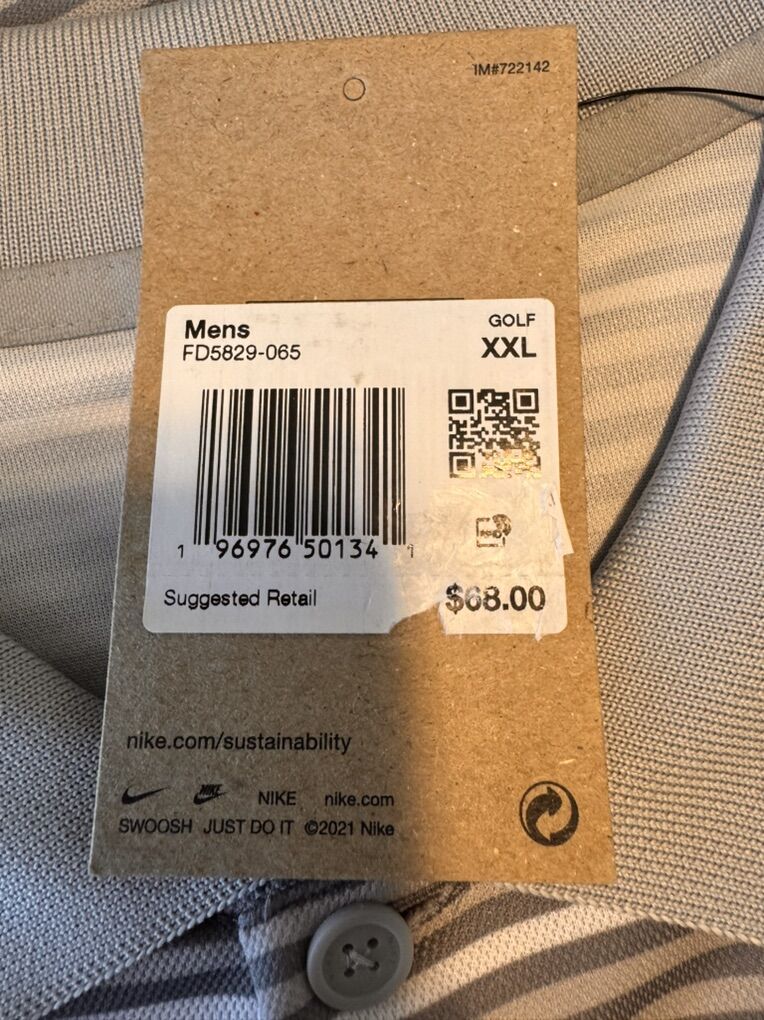 IM#722142
Mens
GOLF
FD5829-065
XXL
1 96976 50134 1
Suggested Retail
$68.00
nike.com/sustainability
NIKE
NIKE
nike.com
SWOOSH JUST DO IT ©2021 Nike